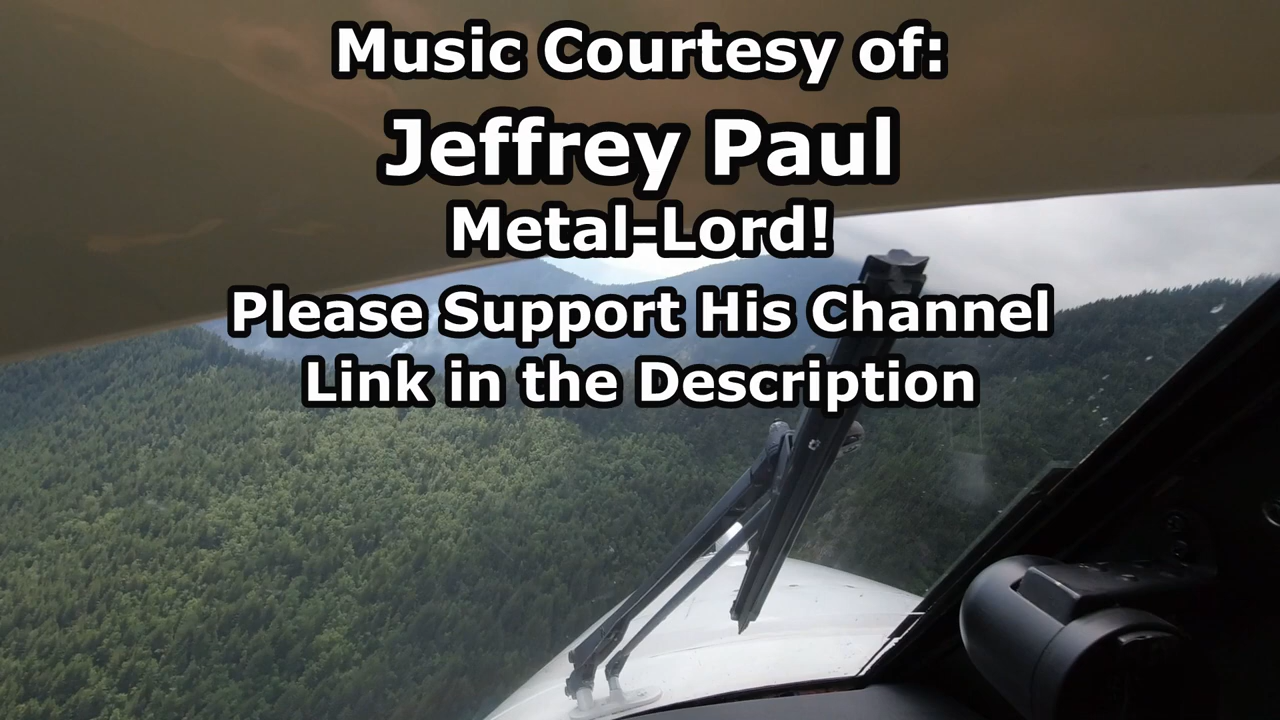 Music Courtesy of:
Jeffrey Paul
Metal-Lord!
Please Support His Channel
Link in the Description